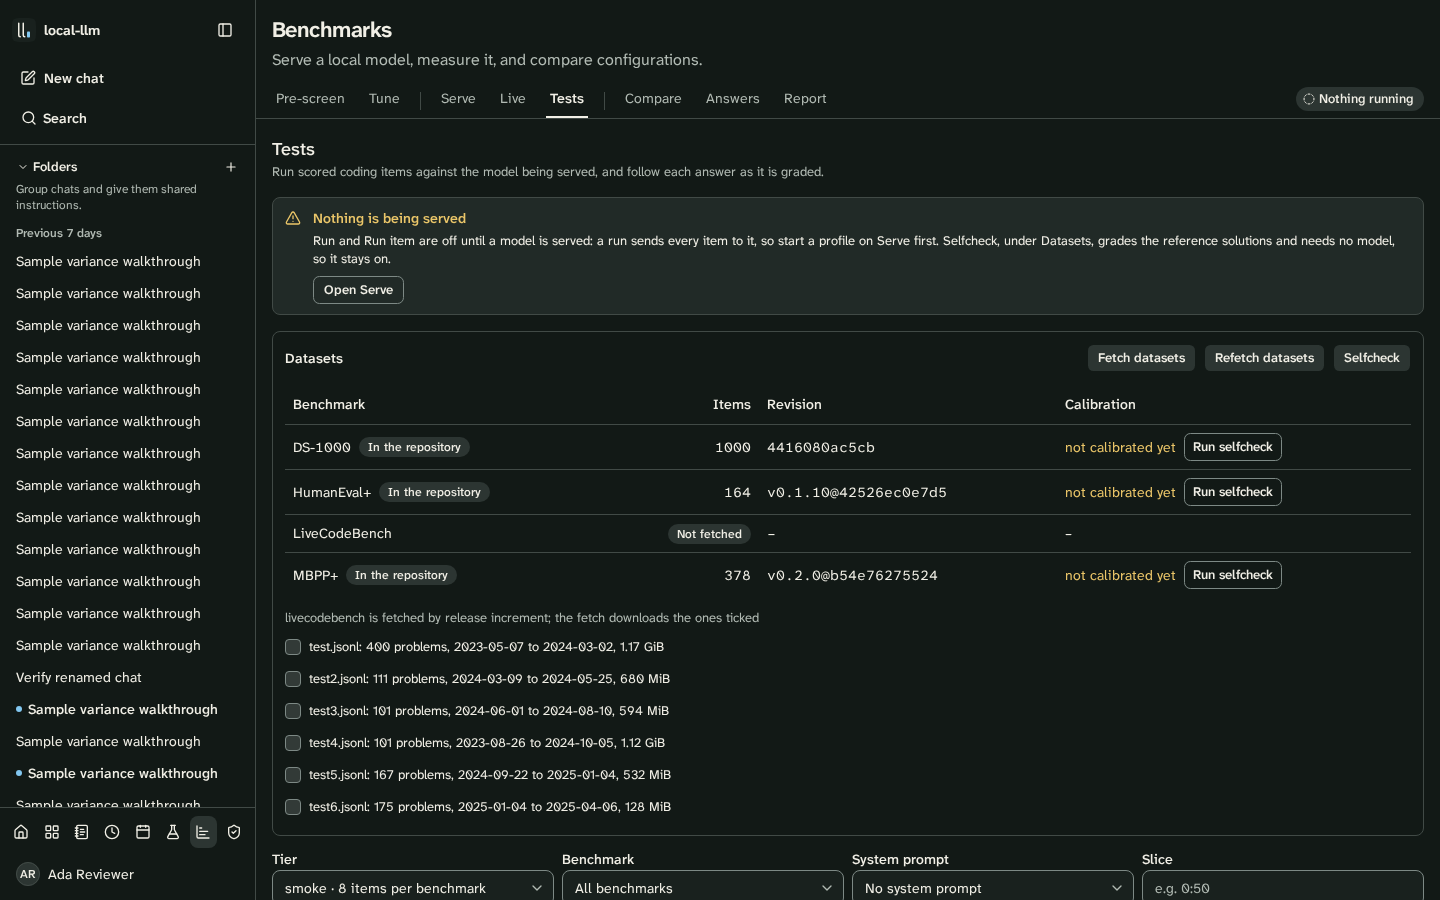 local-llm
New chat
Search
Folders
Group chats and give them shared
instructions.
Previous 7 days
Sample variance walkthrough
Sample variance walkthrough
Sample variance walkthrough
Sample variance walkthrough
Sample variance walkthrough
Sample variance walkthrough
Sample variance walkthrough
Sample variance walkthrough
Sample variance walkthrough
Sample variance walkthrough
Sample variance walkthrough
Sample variance walkthrough
Sample variance walkthrough
Verify renamed chat
Sample variance walkthrough
Sample variance walkthrough
Sample variance walkthrough
Sample variance walkthrough
AR Ada Reviewer
Benchmarks
Serve a local model, measure it, and compare configurations.
Pre-screen Tune Serve Live Tests Compare Answers Report Nothing running
Tests
Run scored coding items against the model being served, and follow each answer as it is graded.
Nothing is being served
Run and Run item are off until a model is served: a run sends every item to it, so start a profile on Serve first. Selfcheck, under Datasets, grades the reference solutions and needs no model,
so it stays on.
Open Serve
Datasets Fetch datasets Refetch datasets Selfcheck
Benchmark Items Revision Calibration
DS-1000 In the repository 1000 4416080ac5cb not calibrated yet Run selfcheck
HumanEval+ In the repository 164 v0.1.10@42526ec0e7d5 not calibrated yet Run selfcheck
LiveCodeBench Not fetched – –
MBPP+ In the repository 378 v0.2.0@b54e76275524 not calibrated yet Run selfcheck
livecodebench is fetched by release increment; the fetch downloads the ones ticked
test.jsonl: 400 problems, 2023-05-07 to 2024-03-02, 1.17 GiB
test2.jsonl: 111 problems, 2024-03-09 to 2024-05-25, 680 MiB
test3.jsonl: 101 problems, 2024-06-01 to 2024-08-10, 594 MiB
test4.jsonl: 101 problems, 2023-08-26 to 2024-10-05, 1.12 GiB
test5.jsonl: 167 problems, 2024-09-22 to 2025-01-04, 532 MiB
test6.jsonl: 175 problems, 2025-01-04 to 2025-04-06, 128 MiB
Tier Benchmark System prompt Slice
smoke · 8 items per benchmark All benchmarks No system prompt e.g. 0:50